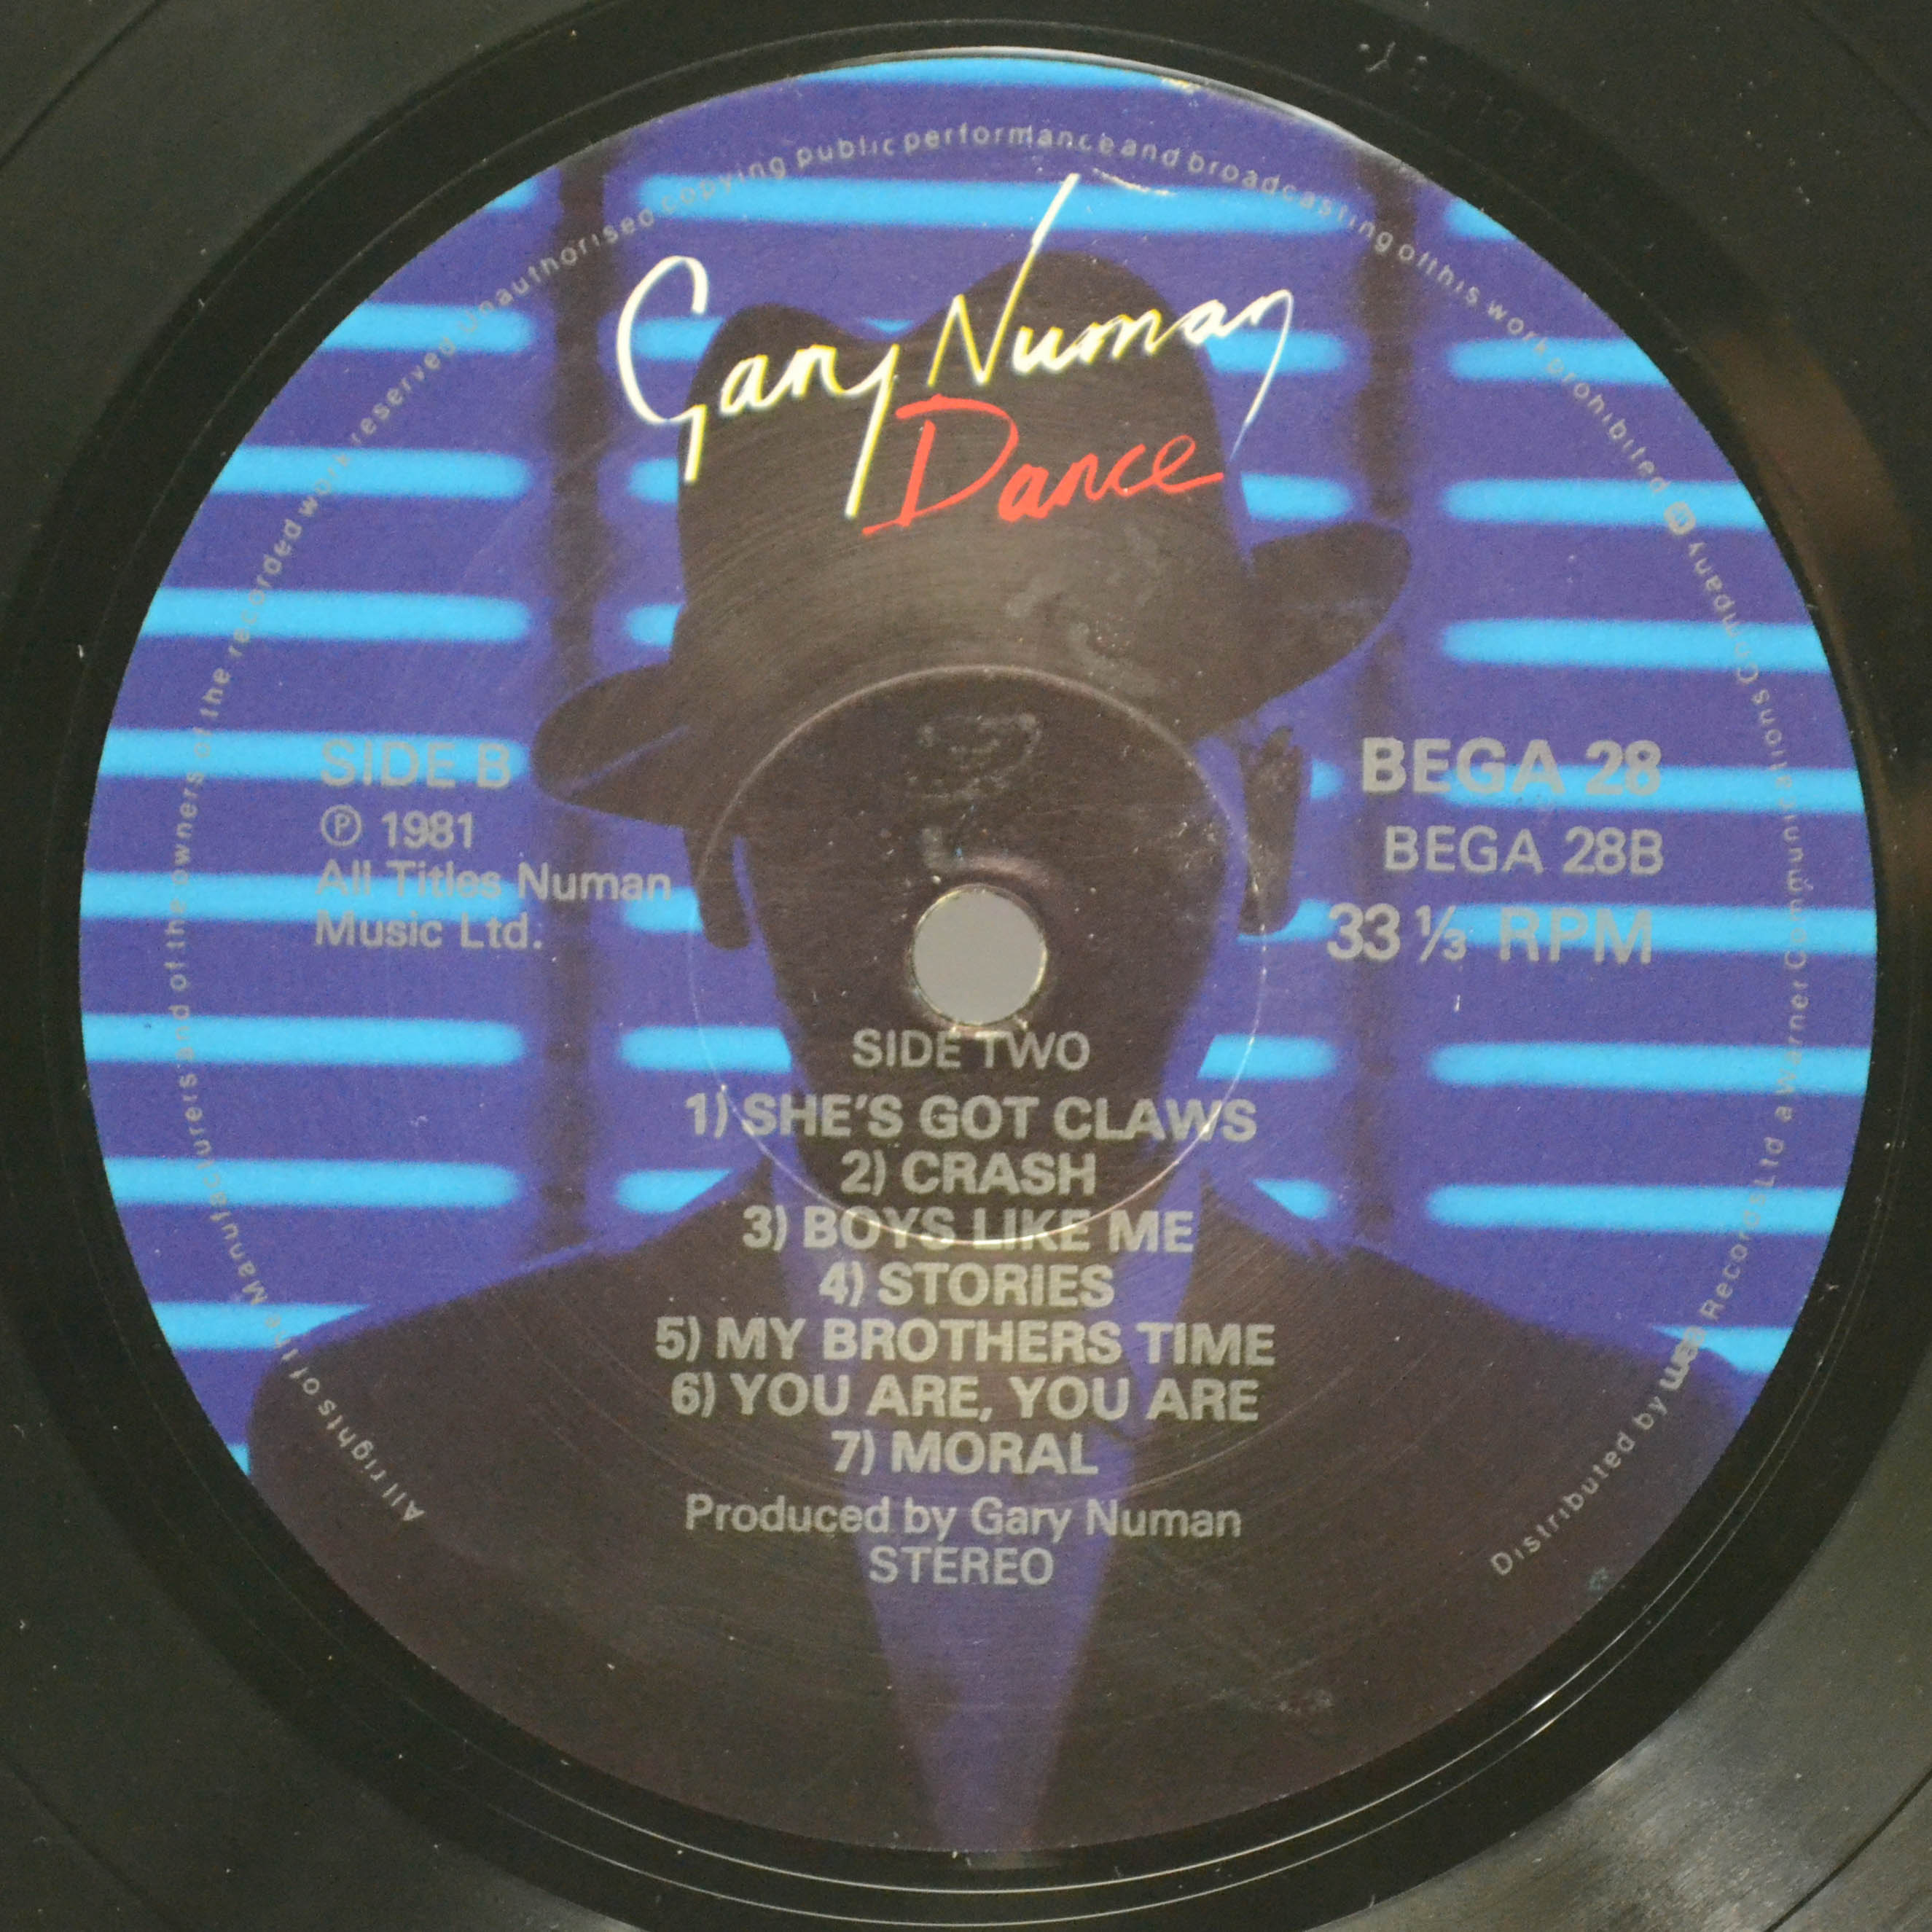 Gary Numan
Dance
SIDE B
℗ 1981
All Titles Numan
Music Ltd.
BEGA 28
BEGA 28B
33 ⅓ RPM
SIDE TWO
1) SHE'S GOT CLAWS
2) CRASH
3) BOYS LIKE ME
4) STORIES
5) MY BROTHERS TIME
6) YOU ARE, YOU ARE
7) MORAL
Produced by Gary Numan
STEREO
All rights of the Manufacturers and of the owners of the recorded work reserved Unauthorised copying public performance and broadcasting of this work prohibited
Distributed by wea Records Ltd a Warner Communications Company